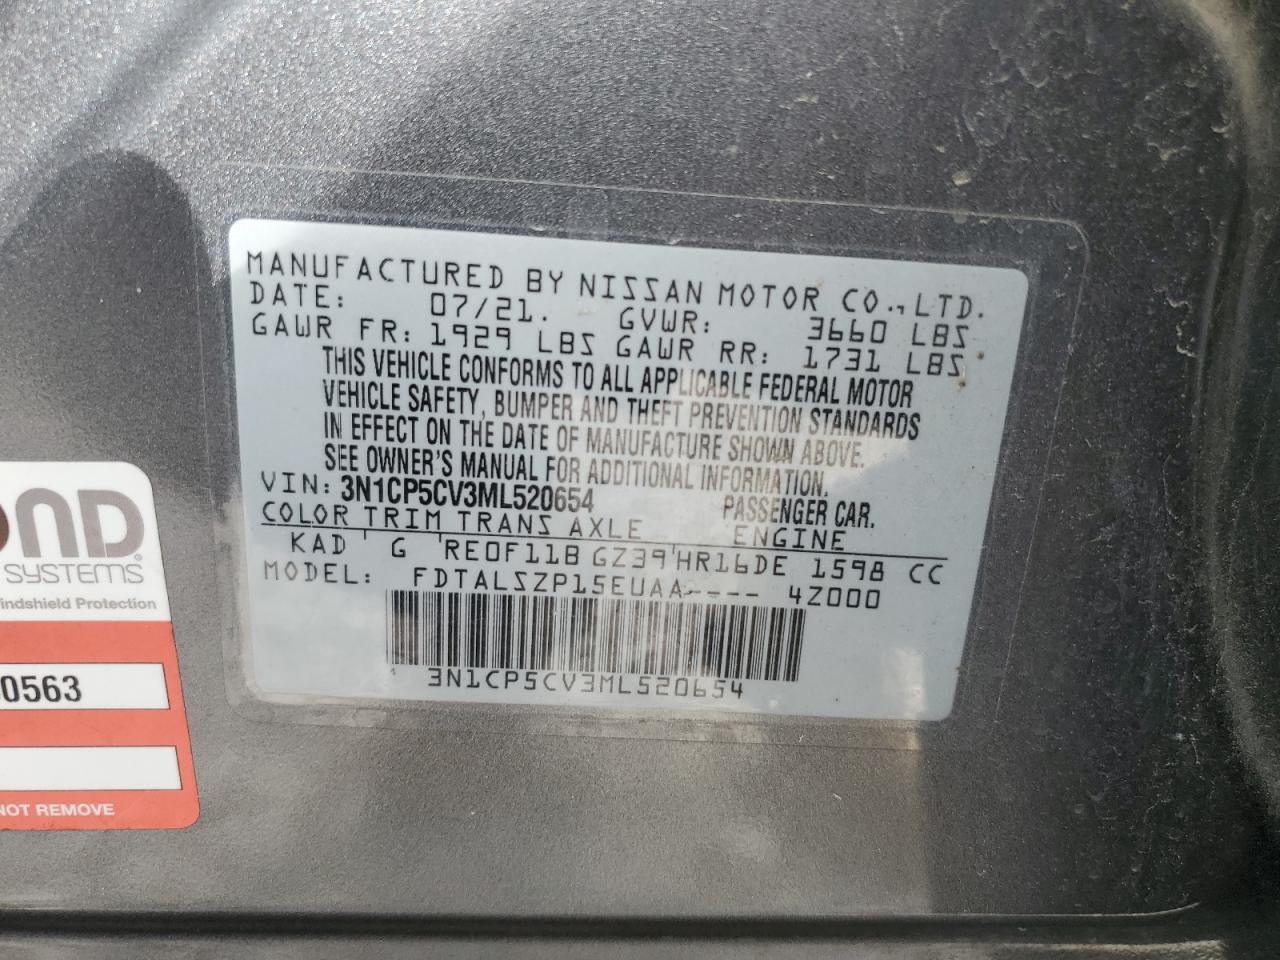 MANUFACTURED BY NISSAN MOTOR CO., LTD.
DATE: 07/21. GVWR: 3660 LBS
GAWR FR: 1929 LBS GAWR RR: 1731 LBS
THIS VEHICLE CONFORMS TO ALL APPLICABLE FEDERAL MOTOR
VEHICLE SAFETY, BUMPER AND THEFT PREVENTION STANDARDS
IN EFFECT ON THE DATE OF MANUFACTURE SHOWN ABOVE.
SEE OWNER'S MANUAL FOR ADDITIONAL INFORMATION.
VIN: 3N1CP5CV3ML520654 PASSENGER CAR.
COLOR TRIM TRANS AXLE ENGINE
KAD G RE0F11B GZ39 HR16DE 1598 CC
MODEL: FDTALSZP15EUAA---- 4Z000
3N1CP5CV3ML520654
OND
SYSTEMS
indshield Protection
0563
NOT REMOVE